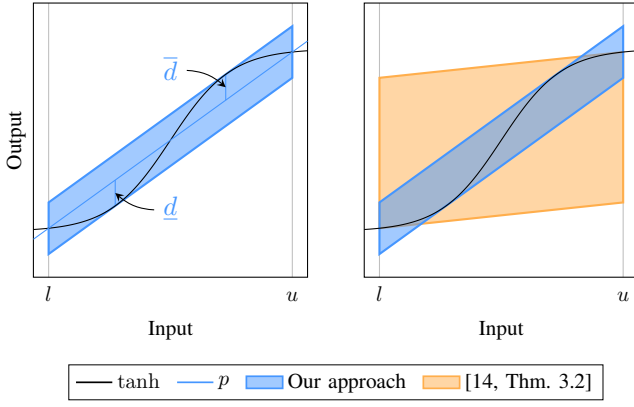 Output
d̅
d̲
l
u
Input
l
u
Input
tanh
p
Our approach
[14, Thm. 3.2]